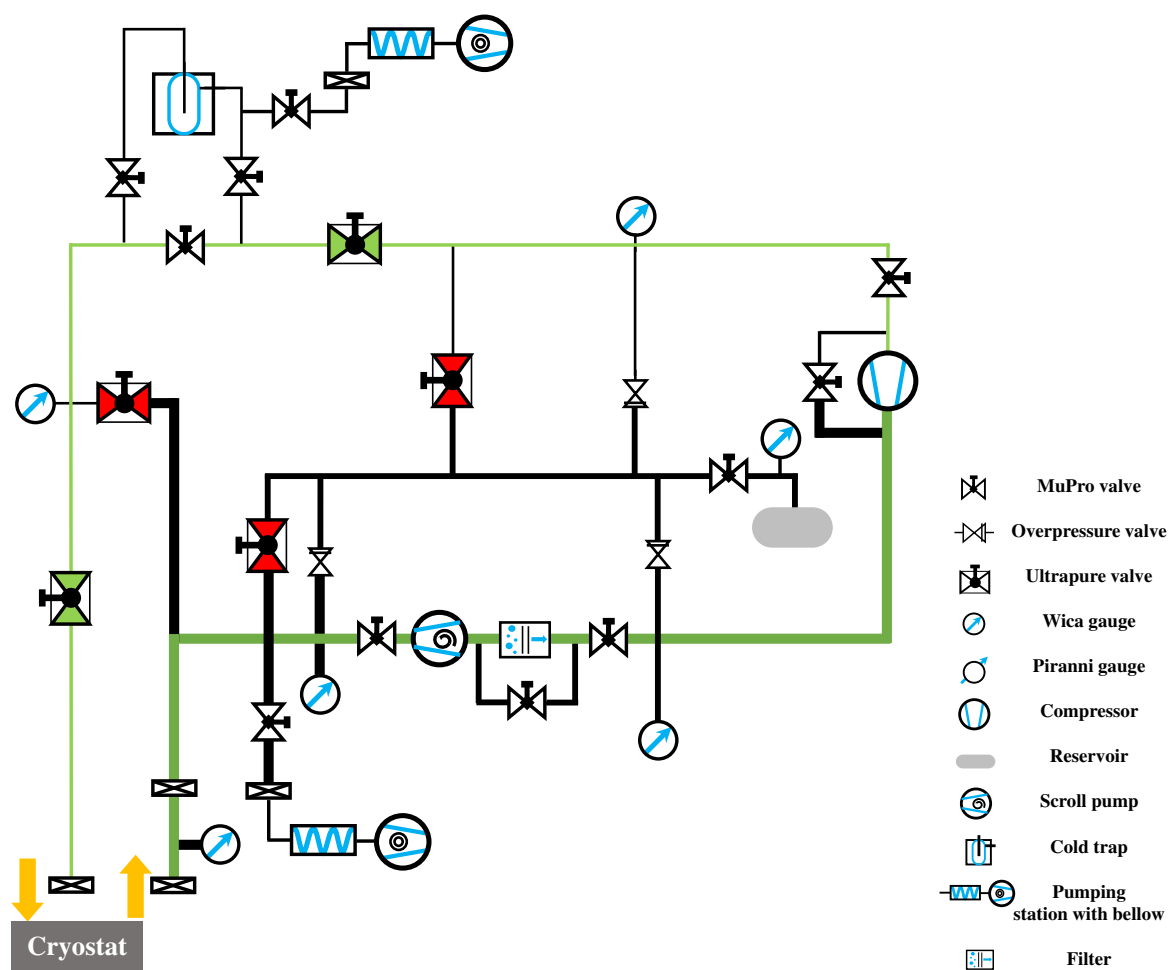 MuPro valve
Overpressure valve
Ultrapure valve
Wica gauge
Piranni gauge
Compressor
Reservoir
Scroll pump
Cold trap
Pumping
station with bellow
Filter
Cryostat